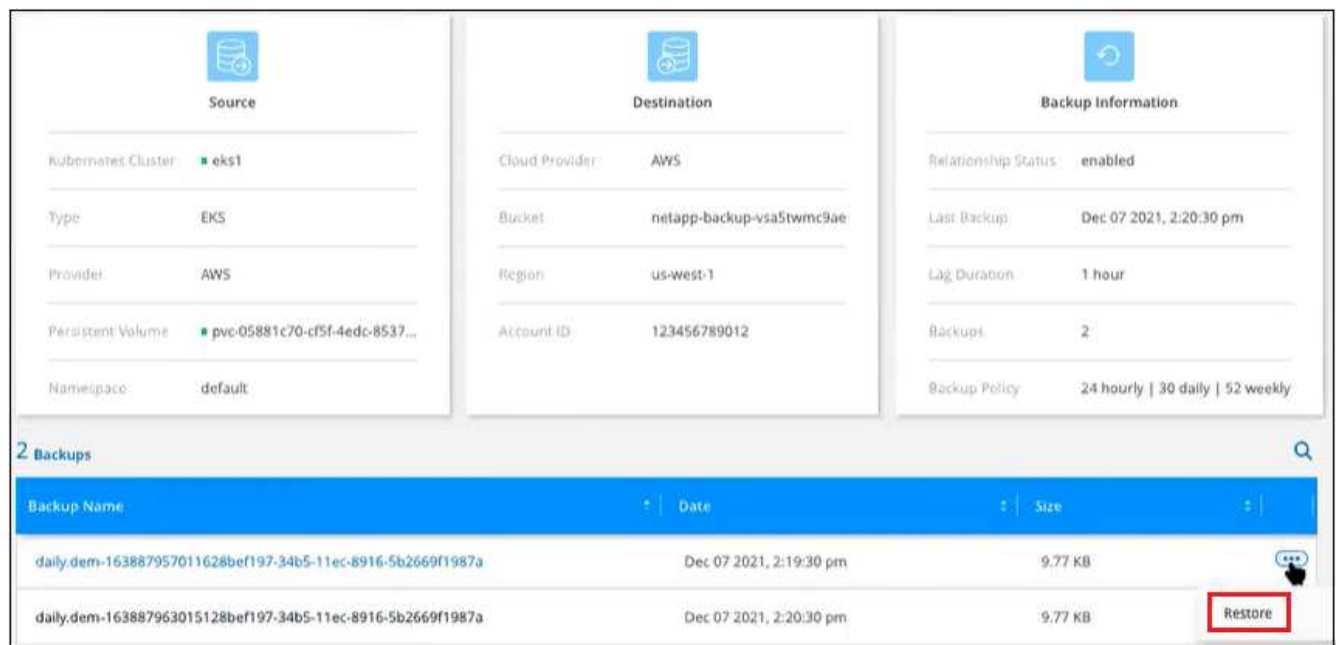 Source
Kubernetes Cluster eks1
Type EKS
Provider AWS
Persistent Volume pvc-05881c70-cf5f-4edc-8537...
Namespace default
Destination
Cloud Provider AWS
Bucket netapp-backup-vsa5twmc9ae
Region us-west-1
Account ID 123456789012
Backup Information
Relationship Status enabled
Last Backup Dec 07 2021, 2:20:30 pm
Lag Duration 1 hour
Backups 2
Backup Policy 24 hourly | 30 daily | 52 weekly
2 Backups
Backup Name Date Size
daily.dem-163887957011628bef197-34b5-11ec-8916-5b2669f1987a Dec 07 2021, 2:19:30 pm 9.77 KB
daily.dem-163887963015128bef197-34b5-11ec-8916-5b2669f1987a Dec 07 2021, 2:20:30 pm 9.77 KB
Restore